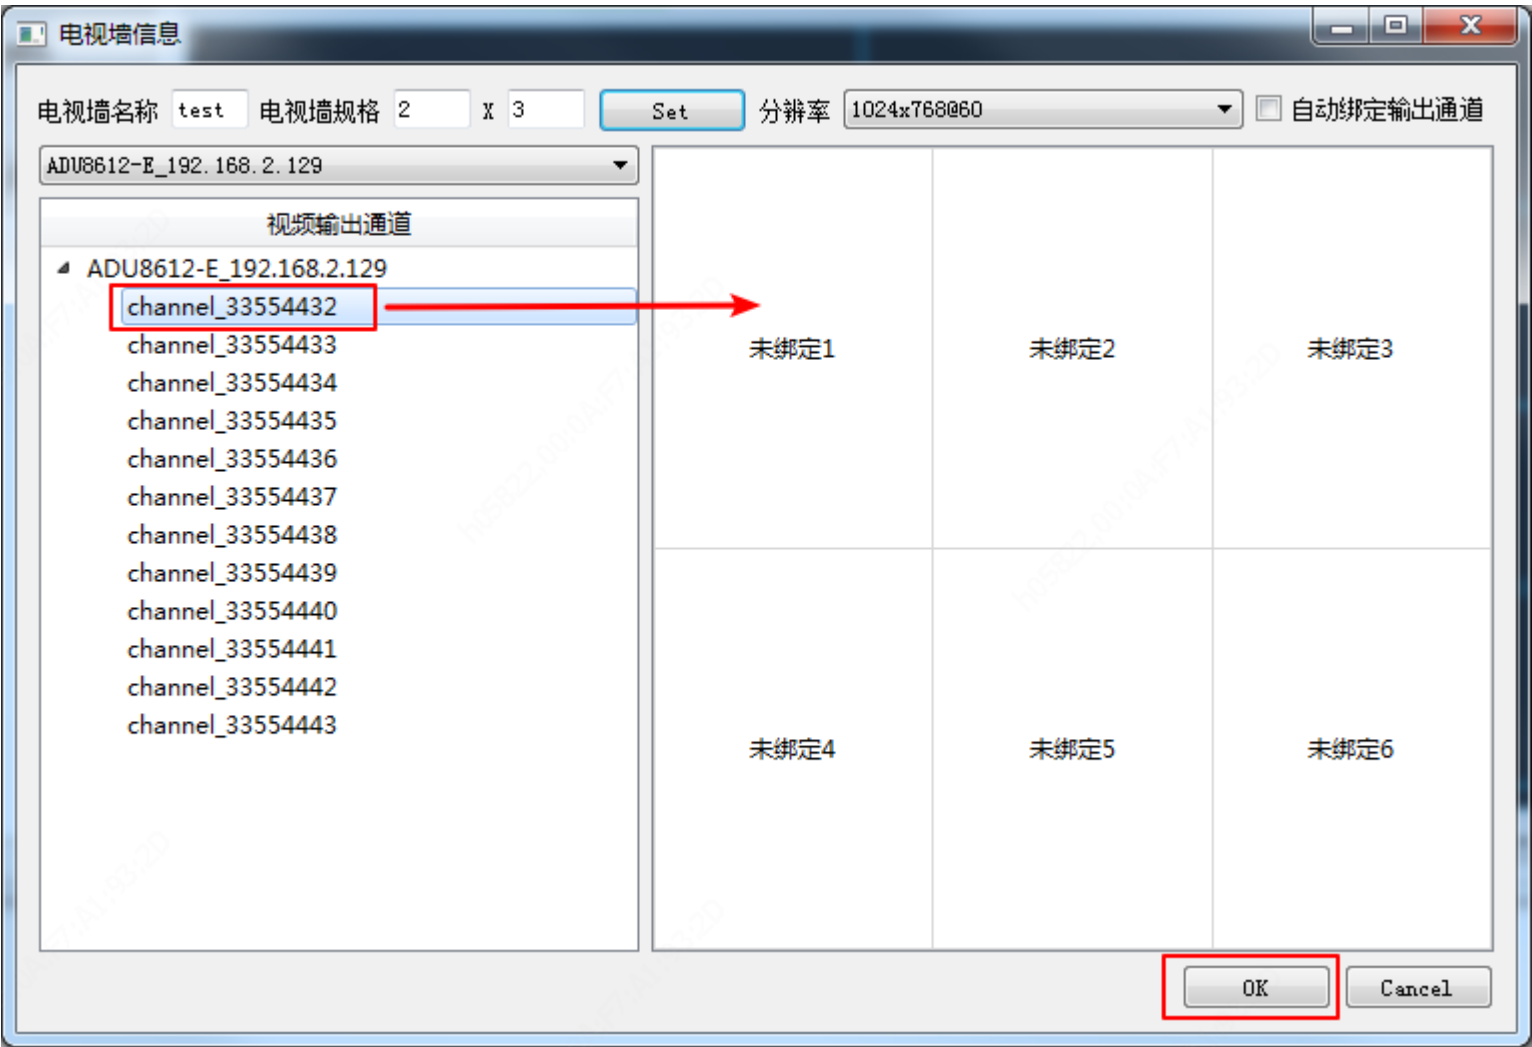 电视墙信息
电视墙名称 test 电视墙规格 2 X 3 Set 分辨率 1024x768@60 自动绑定输出通道
ADU8612-E_192.168.2.129
视频输出通道
ADU8612-E_192.168.2.129
channel_33554432
channel_33554433
channel_33554434
channel_33554435
channel_33554436
channel_33554437
channel_33554438
channel_33554439
channel_33554440
channel_33554441
channel_33554442
channel_33554443
未绑定1 未绑定2 未绑定3
未绑定4 未绑定5 未绑定6
OK Cancel